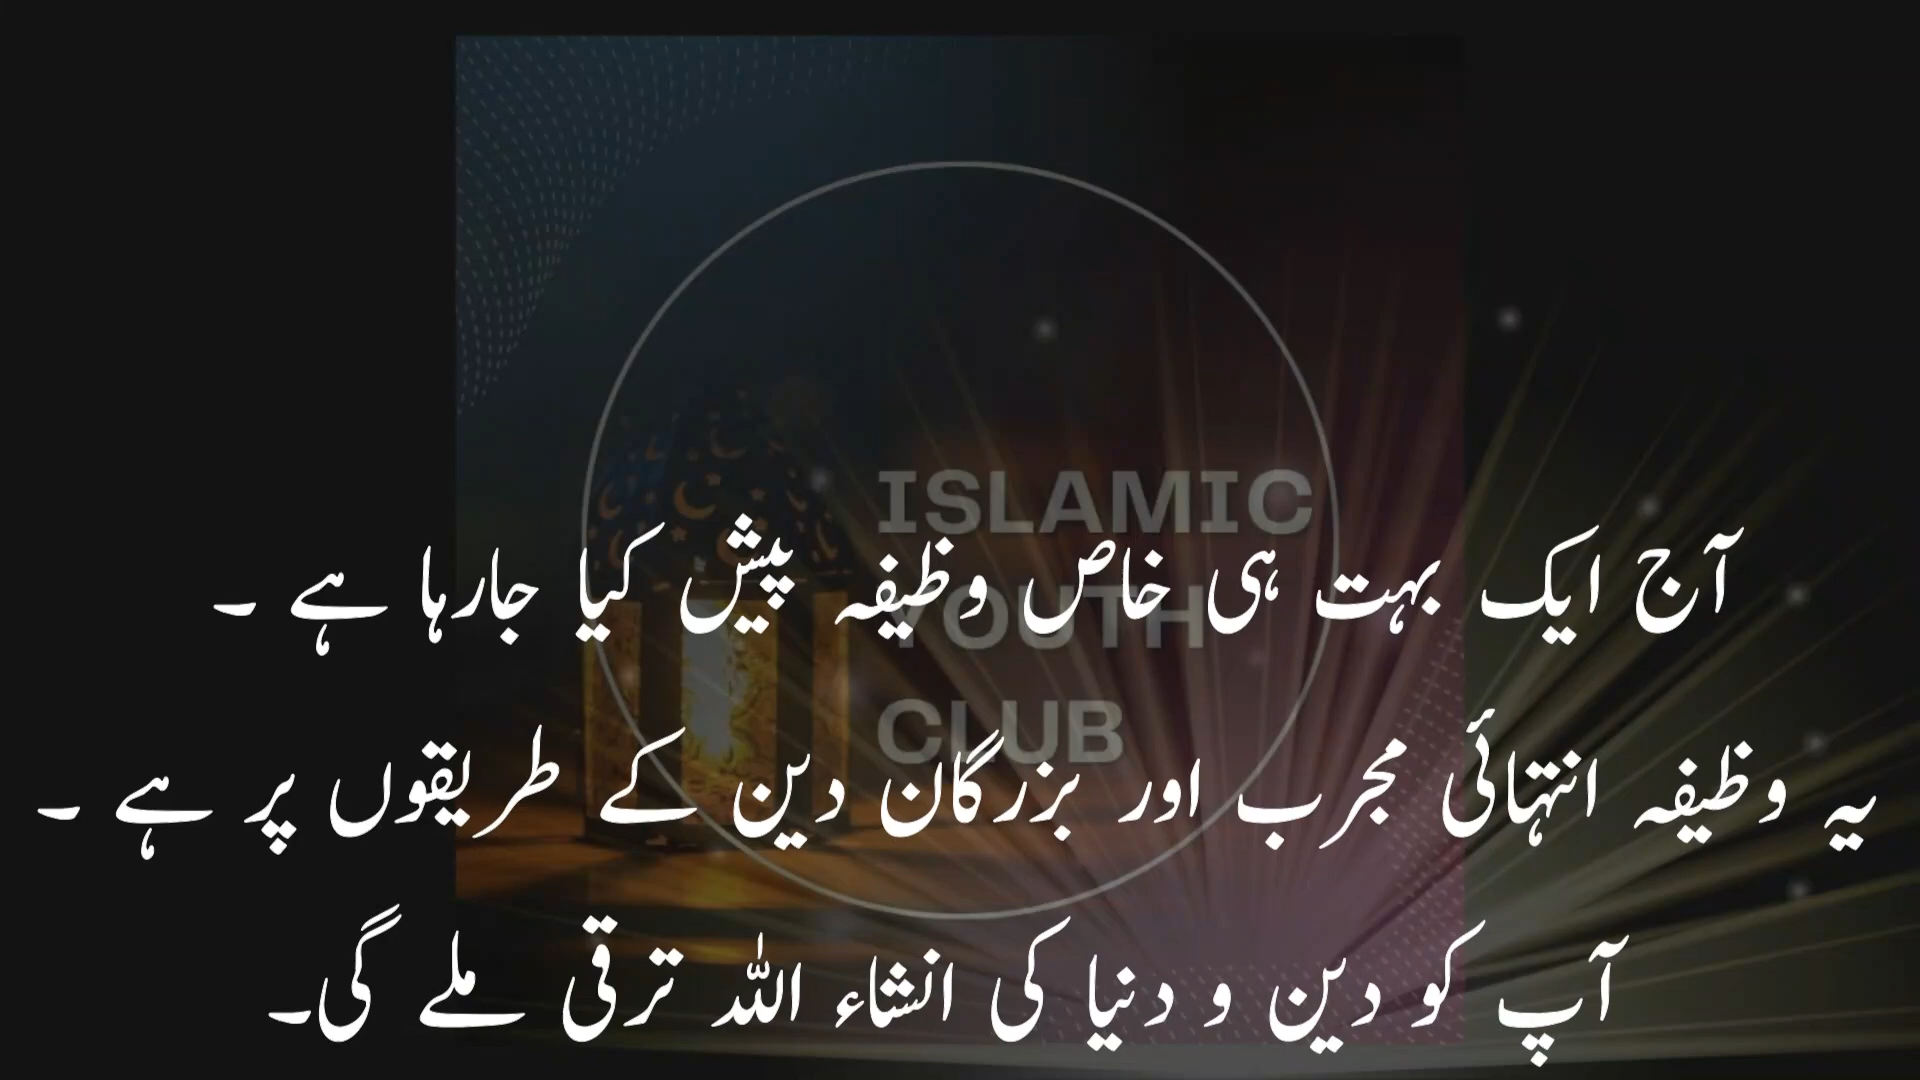 ISLAMIC
YOUTH
CLUB
آج ایک بہت ہی خاص وظیفہ پیش کیا جارہا ہے ۔
یہ وظیفہ انتہائی مجرب اور بزرگان دین کے طریقوں پر ہے ۔
آپ کو دین و دنیا کی انشاء اللہ ترقی ملے گی۔